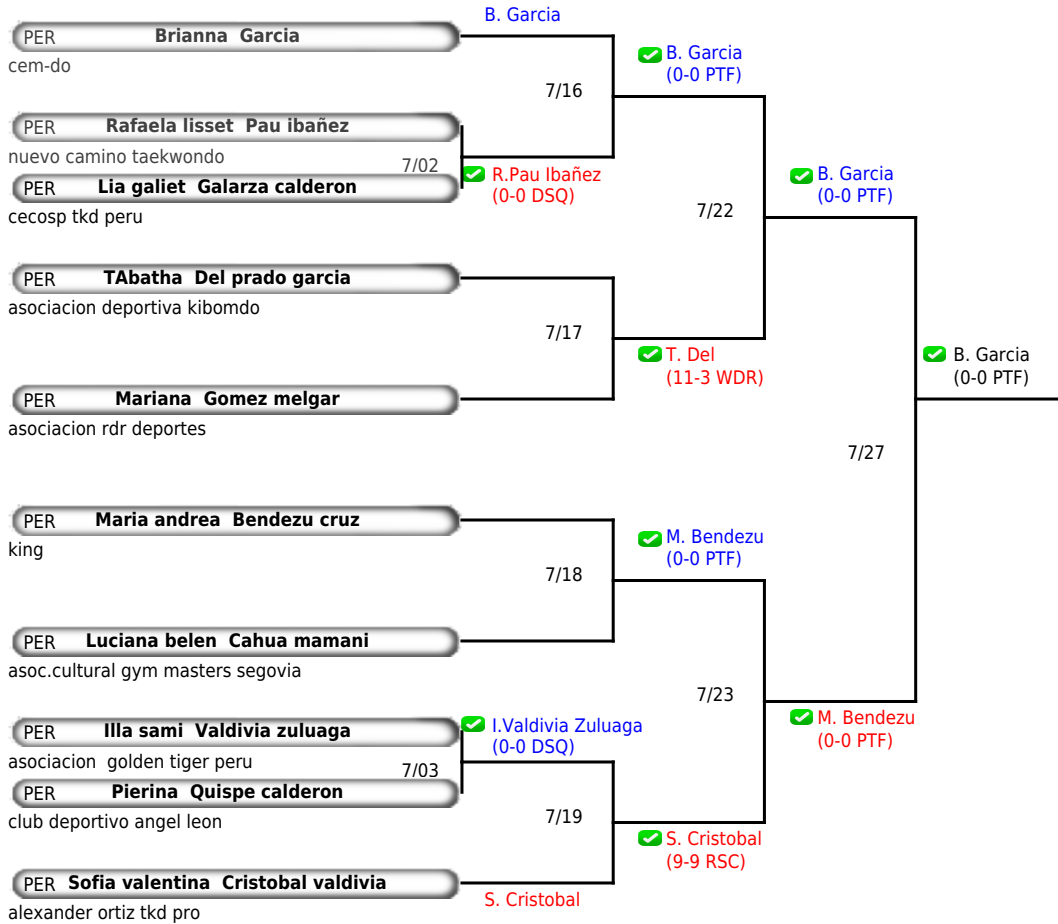 B. Garcia
PER Brianna Garcia
cem-do
B. Garcia
(0-0 PTF)
7/16
PER Rafaela lisset Pau ibañez
nuevo camino taekwondo
7/02
R.Pau Ibañez
(0-0 DSQ)
PER Lia galiet Galarza calderon
cecosp tkd peru
B. Garcia
(0-0 PTF)
7/22
PER TAbatha Del prado garcia
asociacion deportiva kibomdo
7/17
T. Del
(11-3 WDR)
PER Mariana Gomez melgar
asociacion rdr deportes
B. Garcia
(0-0 PTF)
7/27
PER Maria andrea Bendezu cruz
king
M. Bendezu
(0-0 PTF)
7/18
PER Luciana belen Cahua mamani
asoc.cultural gym masters segovia
7/23
M. Bendezu
(0-0 PTF)
PER Illa sami Valdivia zuluaga
asociacion golden tiger peru
I.Valdivia Zuluaga
(0-0 DSQ)
7/03
PER Pierina Quispe calderon
club deportivo angel leon
7/19
S. Cristobal
(9-9 RSC)
PER Sofia valentina Cristobal valdivia
alexander ortiz tkd pro
S. Cristobal